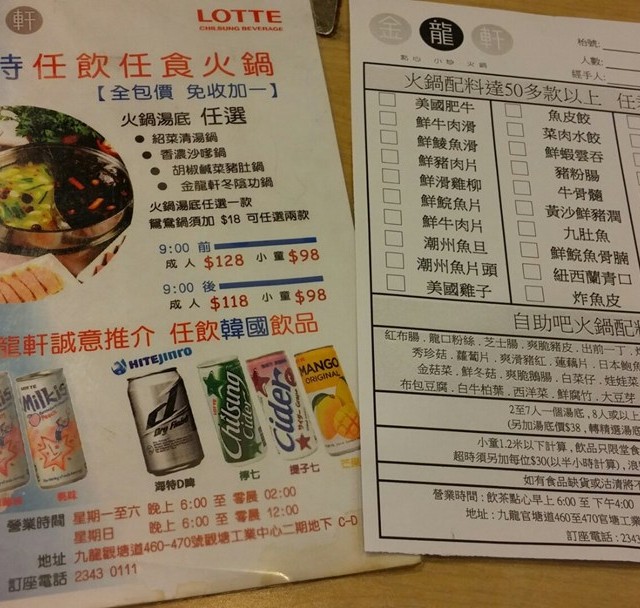 軒
LOTTE
CHILSUNG BEVERAGE
時 任飲任食火鍋
【全包價 免收加一】
火鍋湯底 任選
● 紹菜清湯鍋
● 香濃沙嗲鍋
● 胡椒鹹菜豬肚鍋
● 金龍軒冬陰功鍋
火鍋湯底任選一款
鴛鴦鍋須加 $18 可任選兩款
9:00 前
成人 $128 小童 $98
9:00 後
成人 $118 小童 $98
龍軒誠意推介 任飲韓國飲品
HITEJINRO
Milkis
Dry Finish
d
Chilsung Cider
Cider
MANGO
ORIGINAL
海特D啤
檸七
提子七
營業時間 星期一至六 晚上 6:00 至 零晨 02:00
星期日 晚上 6:00 至 零晨 12:00
地址 九龍觀塘道460-470號觀塘工業中心二期地下 C-D
訂座電話 2343 0111
金龍軒
點心 小炒 火鍋
枱號:
人數:
經手人:
火鍋配料達50多款以上 任
美國肥牛
鮮牛肉滑
鮮鯪魚滑
鮮豬肉片
鮮滑雞柳
鮮鯇魚片
鮮牛肉片
潮州魚旦
潮州魚片頭
美國雞子
魚皮餃
菜肉水餃
鮮蝦雲吞
豬粉腸
牛骨髓
黃沙鮮豬潤
九肚魚
鮮鯇魚骨腩
紐西蘭青口
炸魚皮
自助吧火鍋配料
紅布腸 . 龍口粉絲 . 芝士腸 . 爽脆豬皮 . 出前一丁 .
秀珍菇 . 蘿蔔片 . 爽滑豬紅 . 蓮藕片 . 日本鮑魚
金菇菜 . 鮮冬菇 . 爽脆鵝腸 . 白菜仔 . 娃娃菜
布包豆腐 . 白牛柏葉 . 西洋菜 . 鮮腐竹 . 大豆芽
2至7人一個湯底 , 8人或以上
(另加湯底價$38 , 轉精選湯底
小童1.2米以下計算 , 飲品只限堂食
超時須另加每位$30(以半小時計算) , 浪
如有食品缺貨或沽清將不
營業時間 : 飲茶點心早上 6:00 至 下午4:00
地址 : 九龍官塘道460至470官塘工業
訂座電話 : 2343